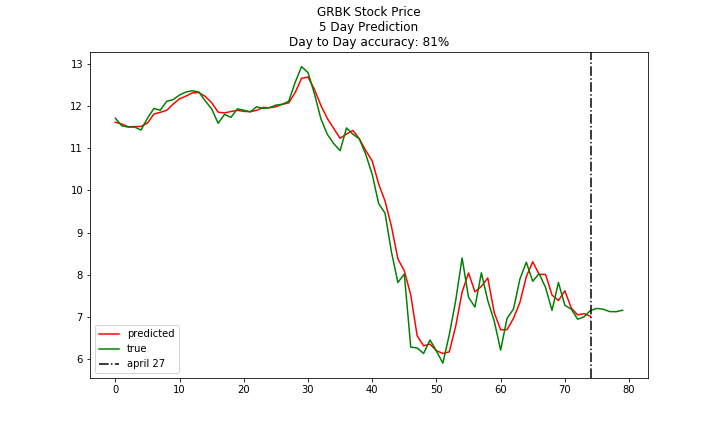 GRBK Stock Price
5 Day Prediction
Day to Day accuracy: 81%
13
12
11
10
9
8
7
6
predicted
true
april 27
0 10 20 30 40 50 60 70 80